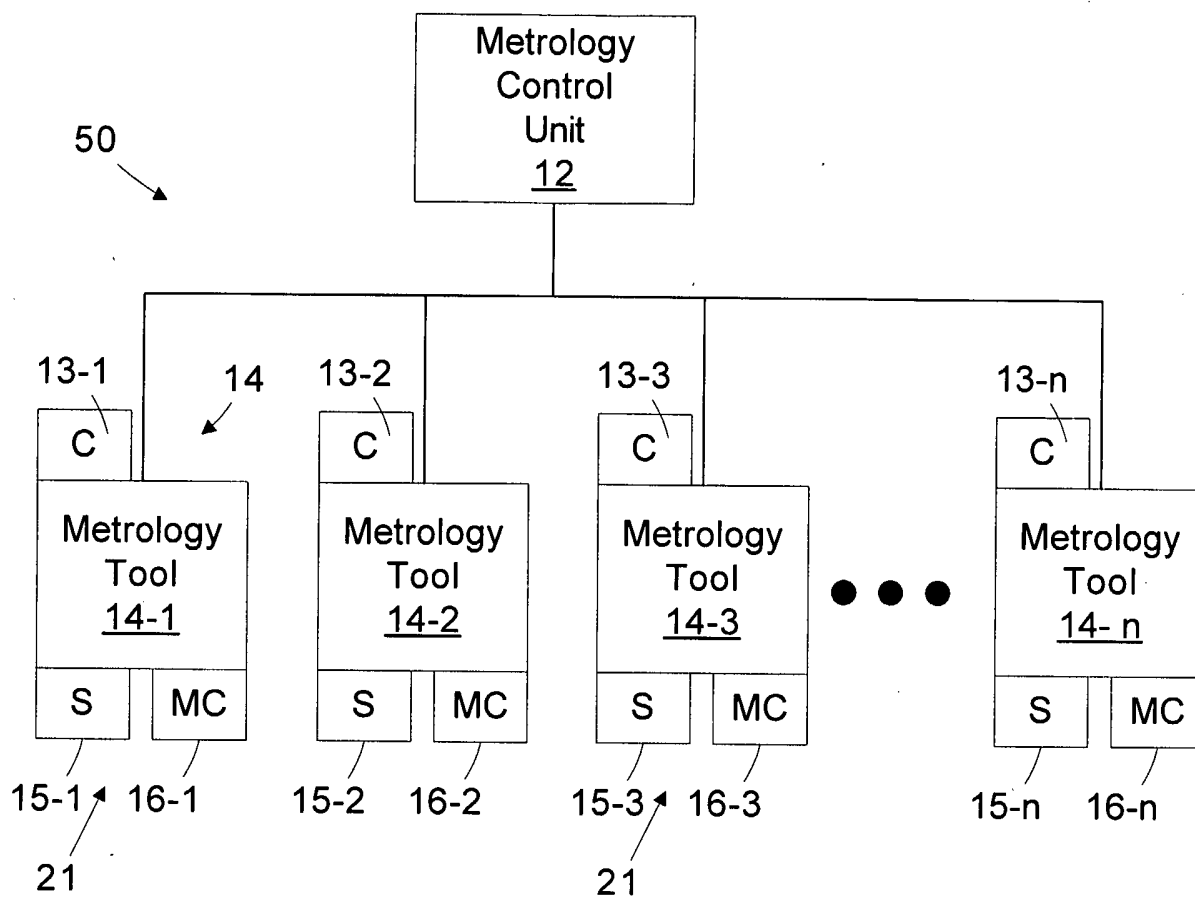 Metrology
Control
Unit
12
50
13-1
14
13-2
13-3
13-n
C
C
C
C
Metrology
Tool
14-1
Metrology
Tool
14-2
Metrology
Tool
14-3
Metrology
Tool
14- n
S
MC
S
MC
S
MC
S
MC
15-1
16-1
15-2
16-2
15-3
16-3
15-n
16-n
21
21